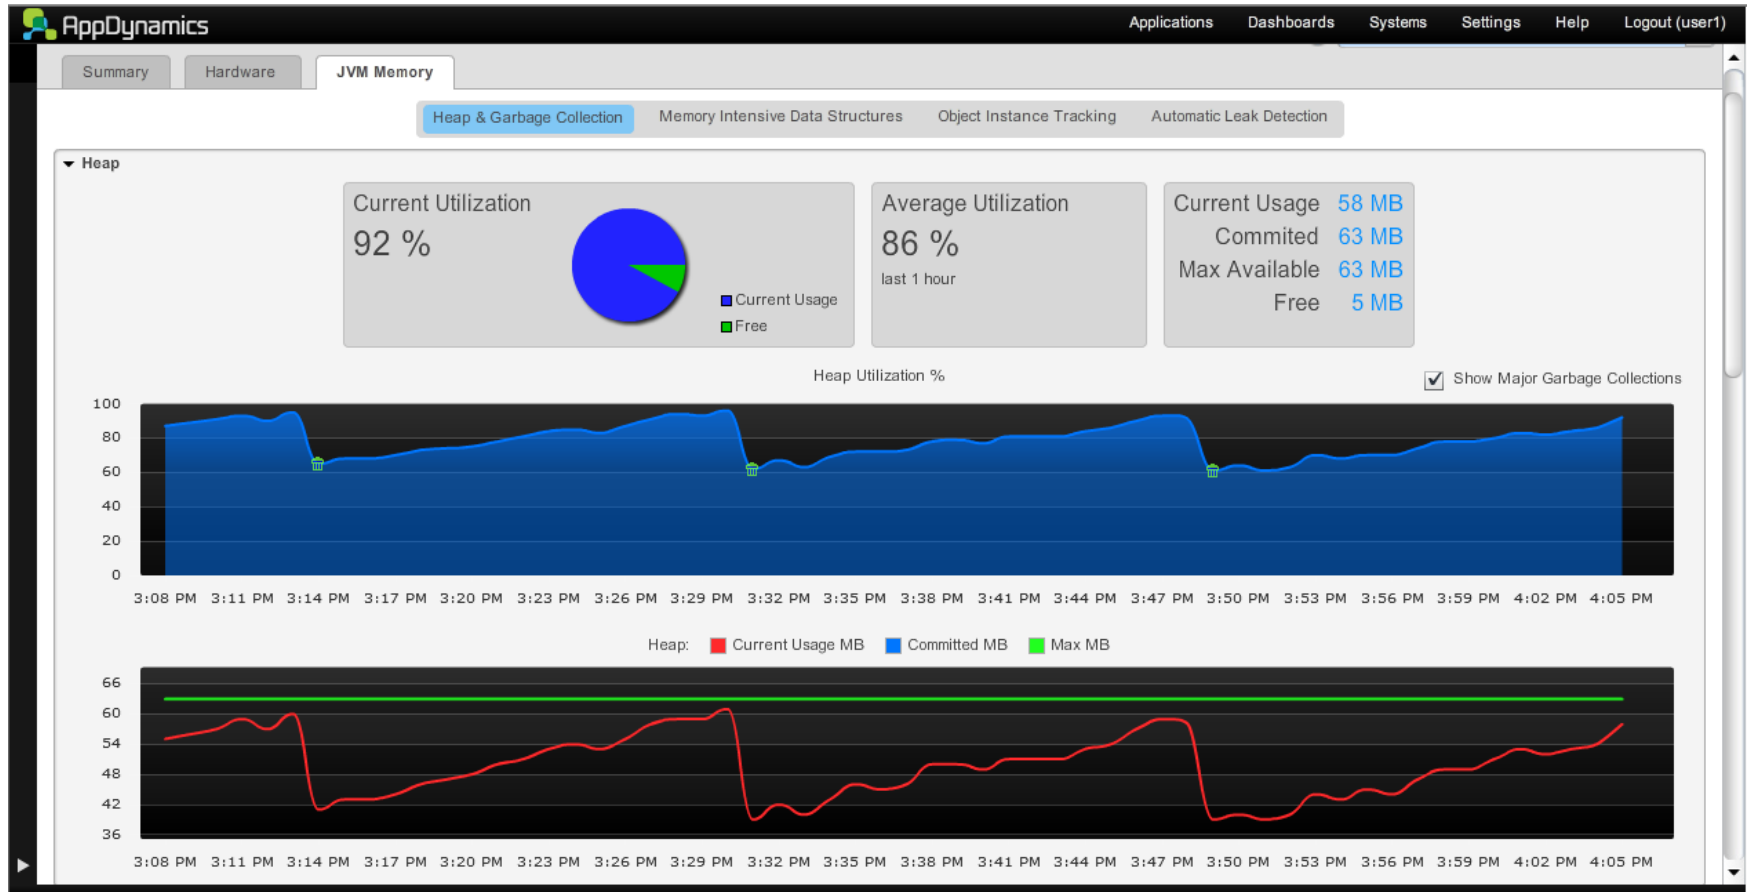 AppDynamics
Applications Dashboards Systems Settings Help Logout (user1)
Summary Hardware JVM Memory
Heap & Garbage Collection Memory Intensive Data Structures Object Instance Tracking Automatic Leak Detection
Heap
Current Utilization
92 %
Current Usage
Free
Average Utilization
86 %
last 1 hour
Current Usage 58 MB
Commited 63 MB
Max Available 63 MB
Free 5 MB
Heap Utilization %
Show Major Garbage Collections
100
80
60
40
20
0
3:08 PM 3:11 PM 3:14 PM 3:17 PM 3:20 PM 3:23 PM 3:26 PM 3:29 PM 3:32 PM 3:35 PM 3:38 PM 3:41 PM 3:44 PM 3:47 PM 3:50 PM 3:53 PM 3:56 PM 3:59 PM 4:02 PM 4:05 PM
Heap: Current Usage MB Committed MB Max MB
66
60
54
48
42
36
3:08 PM 3:11 PM 3:14 PM 3:17 PM 3:20 PM 3:23 PM 3:26 PM 3:29 PM 3:32 PM 3:35 PM 3:38 PM 3:41 PM 3:44 PM 3:47 PM 3:50 PM 3:53 PM 3:56 PM 3:59 PM 4:02 PM 4:05 PM